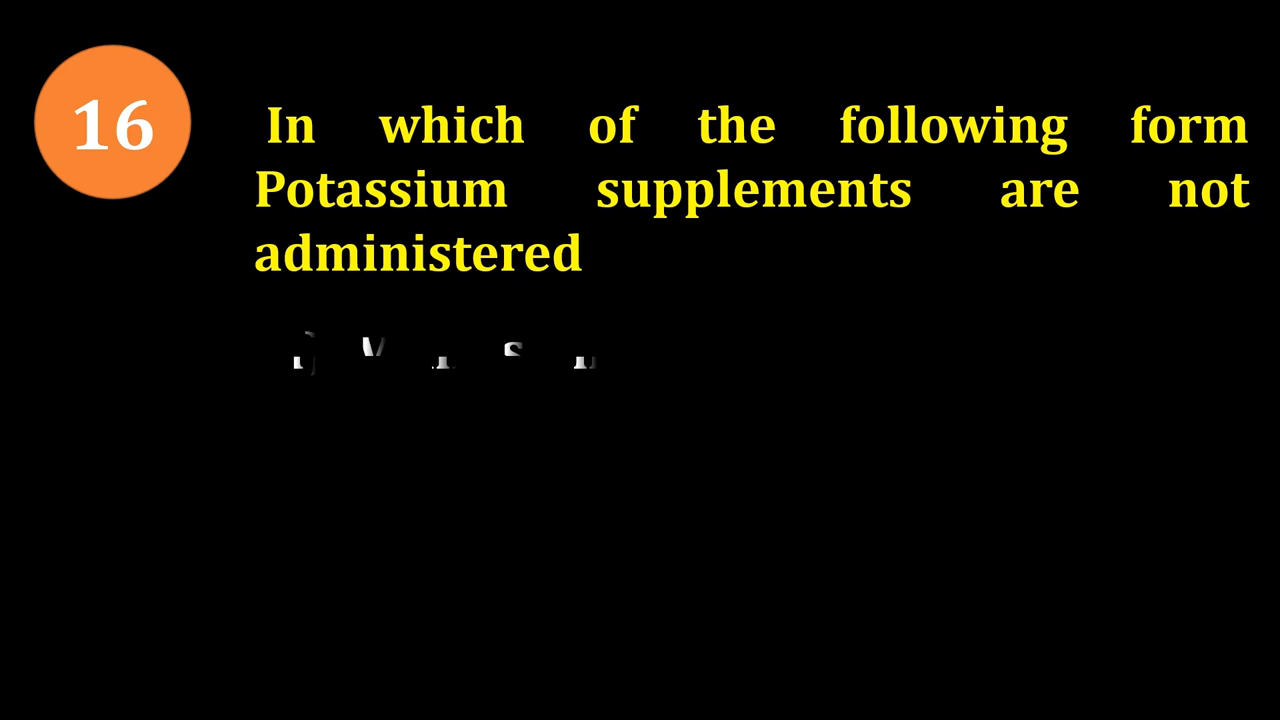 16
In which of the following form
Potassium supplements are not
administered